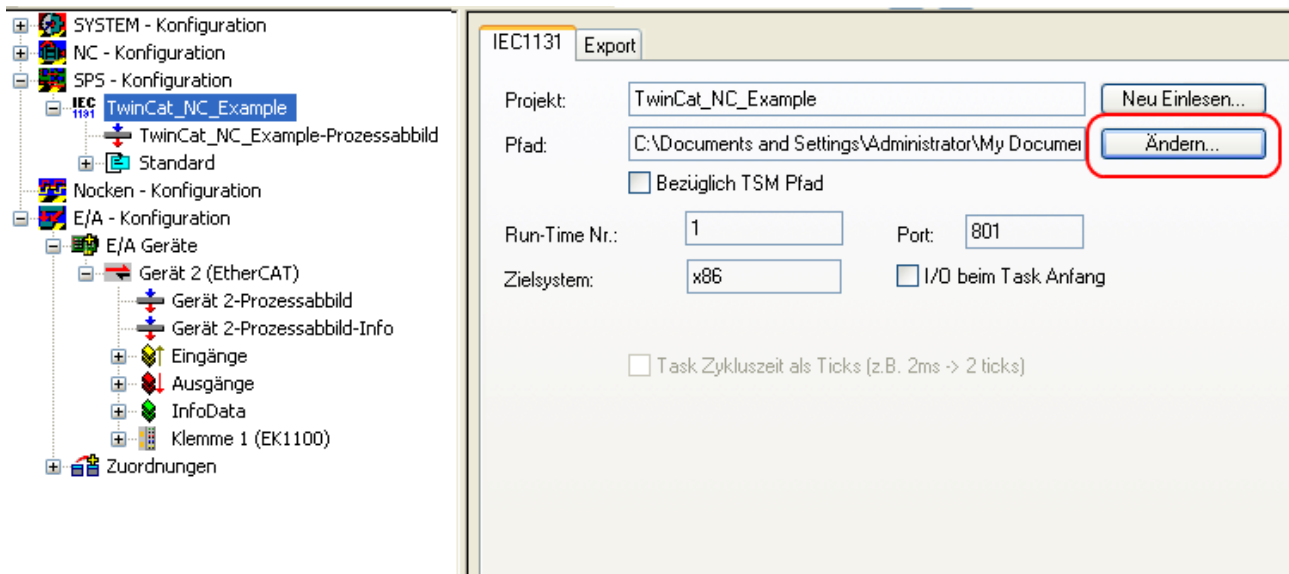 SYSTEM - Konfiguration
NC - Konfiguration
SPS - Konfiguration
IEC 1131 TwinCat_NC_Example
TwinCat_NC_Example-Prozessabbild
Standard
Nocken - Konfiguration
E/A - Konfiguration
E/A Geräte
Gerät 2 (EtherCAT)
Gerät 2-Prozessabbild
Gerät 2-Prozessabbild-Info
Eingänge
Ausgänge
InfoData
Klemme 1 (EK1100)
Zuordnungen
IEC1131 Export
Projekt: TwinCat_NC_Example Neu Einlesen...
Pfad: C:\Documents and Settings\Administrator\My Documen Ändern...
Bezüglich TSM Pfad
Run-Time Nr.: 1 Port: 801
Zielsystem: x86 I/O beim Task Anfang
Task Zykluszeit als Ticks (z.B. 2ms -> 2 ticks)